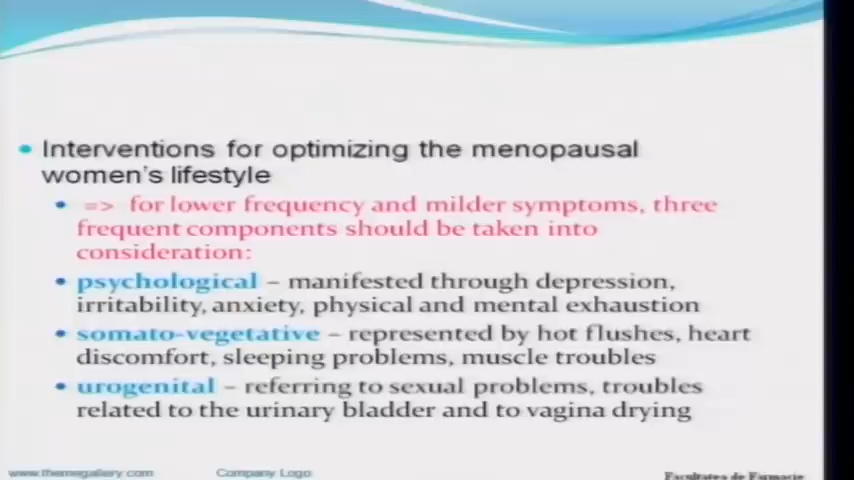 Interventions for optimizing the menopausal
women's lifestyle
=> for lower frequency and milder symptoms, three
frequent components should be taken into
consideration:
psychological – manifested through depression,
irritability, anxiety, physical and mental exhaustion
somato-vegetative – represented by hot flushes, heart
discomfort, sleeping problems, muscle troubles
urogenital – referring to sexual problems, troubles
related to the urinary bladder and to vagina drying
www.themegallery.com
Company Logo
Facultatea de Farmacie